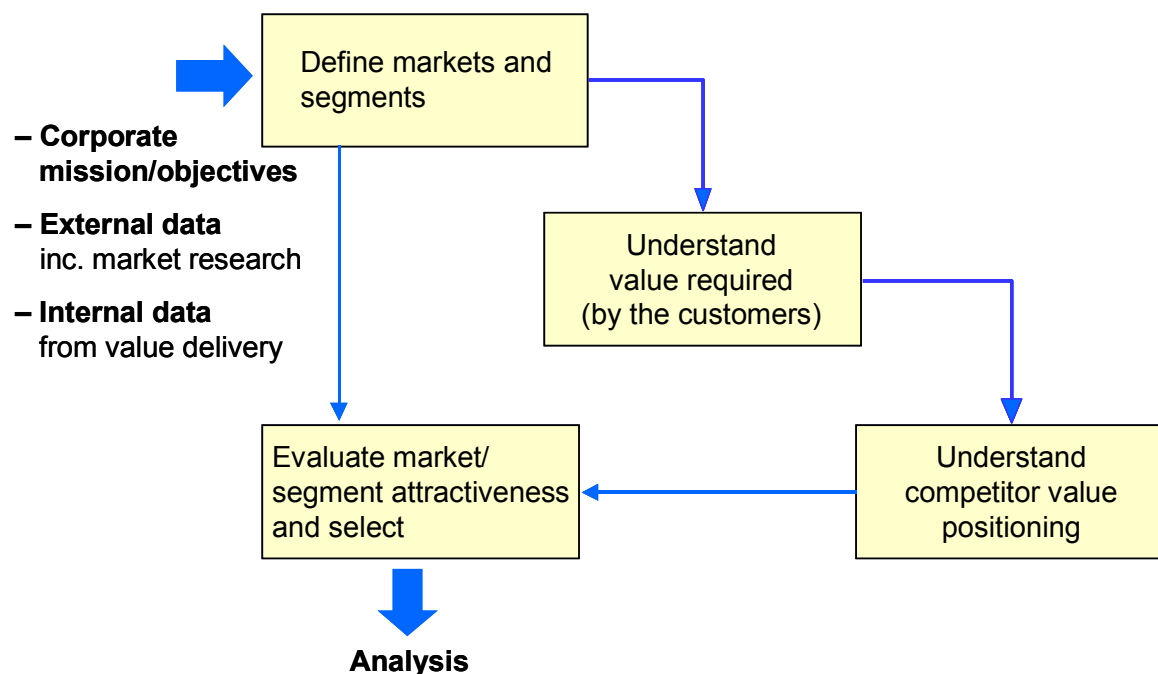 Define markets and
segments
– Corporate
mission/objectives
– External data
inc. market research
– Internal data
from value delivery
Understand
value required
(by the customers)
Evaluate market/
segment attractiveness
and select
Understand
competitor value
positioning
Analysis